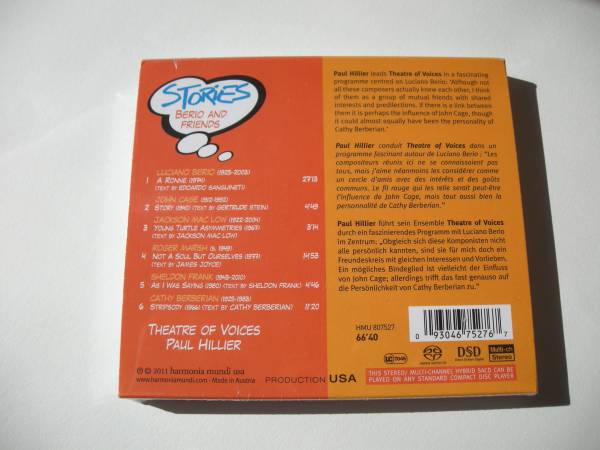 STORIES
BERIO AND
FRIENDS
LUCIANO BERIO (1925-2003)
1 A RONNE (1974) 27'13
(TEXT BY EDOARDO SANGUINETI)
JOHN CAGE (1912-1992)
2 STORY (1940) (TEXT BY GERTRUDE STEIN) 4'49
JACKSON MAC LOW (1922-2004)
3 YOUNG TURTLE ASYMMETRIES (1967) 3'14
(TEXT BY JACKSON MAC LOW)
ROGER MARSH (b. 1949)
4 NOT A SOUL BUT OURSELVES (1977) 14'53
(TEXT BY JAMES JOYCE)
SHELDON FRANK (1943-2010)
5 AS I WAS SAYING (1980) (TEXT BY SHELDON FRANK) 4'46
CATHY BERBERIAN (1925-1983)
6 STRIPSODY (1966) (TEXT BY CATHY BERBERIAN) 11'20
THEATRE OF VOICES
PAUL HILLIER
℗ © 2011 harmonia mundi usa
www.harmoniamundi.com - Made in Austria
PRODUCTION USA
Paul Hillier leads Theatre of Voices in a fascinating
programme centred on Luciano Berio: 'Although not
all these composers actually knew each other, I think
of them as a group of mutual friends with shared
interests and predilections. If there is a link between
them it is perhaps the influence of John Cage, though
it could almost equally have been the personality of
Cathy Berberian.'
Paul Hillier conduit Theatre of Voices dans un
programme fascinant autour de Luciano Berio : "Les
compositeurs réunis ici ne se connaissaient pas
tous, mais j'aime néanmoins les considérer comme
un cercle d'amis avec des intérêts et des goûts
communs. Le fil rouge qui les relie serait peut-être
l'influence de John Cage, mais tout aussi bien la
personnalité de Cathy Berberian."
Paul Hillier führt sein Ensemble Theatre of Voices
durch ein faszinierendes Programm mit Luciano Berio
im Zentrum: „Obgleich sich diese Komponisten nicht
alle persönlich kannten, sind sie für mich doch ein
Freundeskreis mit gleichen Interessen und Vorlieben.
Ein mögliches Bindeglied ist vielleicht der Einfluss
von John Cage; allerdings trifft das fast genauso auf
die Persönlichkeit von Cathy Berberian zu."
HMU 807527
66'40
0 93046 75276 7
LC 7045
SUPER AUDIO CD
DSD
Direct Stream Digital
Multi-ch
Stereo
THIS STEREO/ MULTI-CHANNEL HYBRID SACD CAN BE
PLAYED ON ANY STANDARD COMPACT DISC PLAYER